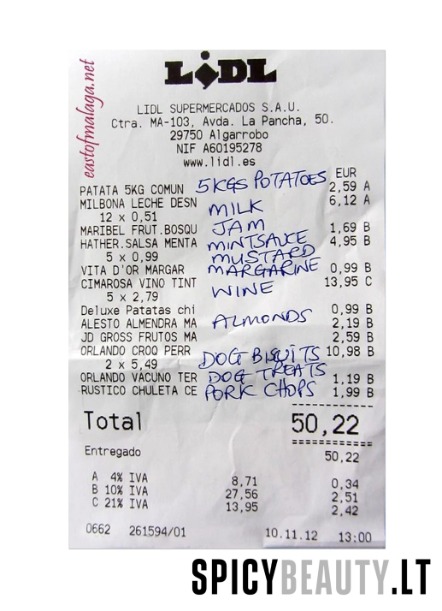 eastofmalaga.net
LIDL
LIDL SUPERMERCADOS S.A.U.
Ctra. MA-103, Avda. La Pancha, 50.
29750 Algarrobo
NIF A60195278
www.lidl.es
EUR
PATATA 5KG COMUN 5KGS POTATOES 2,59 A
MILBONA LECHE DESN MILK 6,12 A
12 x 0,51
MARIBEL FRUT.BOSQU JAM 1,69 B
HATHER.SALSA MENTA MINTSAUCE 4,95 B
5 x 0,99 MUSTARD
VITA D'OR MARGAR MARGARINE 0,99 B
CIMAROSA VINO TINT WINE 13,95 C
5 x 2,79
Deluxe Patatas chi 0,99 B
ALESTO ALMENDRA MA ALMONDS 2,19 B
JD GROSS FRUTOS MA 2,59 B
ORLANDO CROQ PERR DOG BISCUITS 10,98 B
2 x 5,49 DOG TREATS
ORLANDO VACUNO TER 1,19 B
RUSTICO CHULETA CE PORK CHOPS 1,99 B
Total 50,22
Entregado 50,22
A 4% IVA 8,71 0,34
B 10% IVA 27,56 2,51
C 21% IVA 13,95 2,42
0662 261594/01 10.11.12 13:00
SPICYBEAUTY.LT